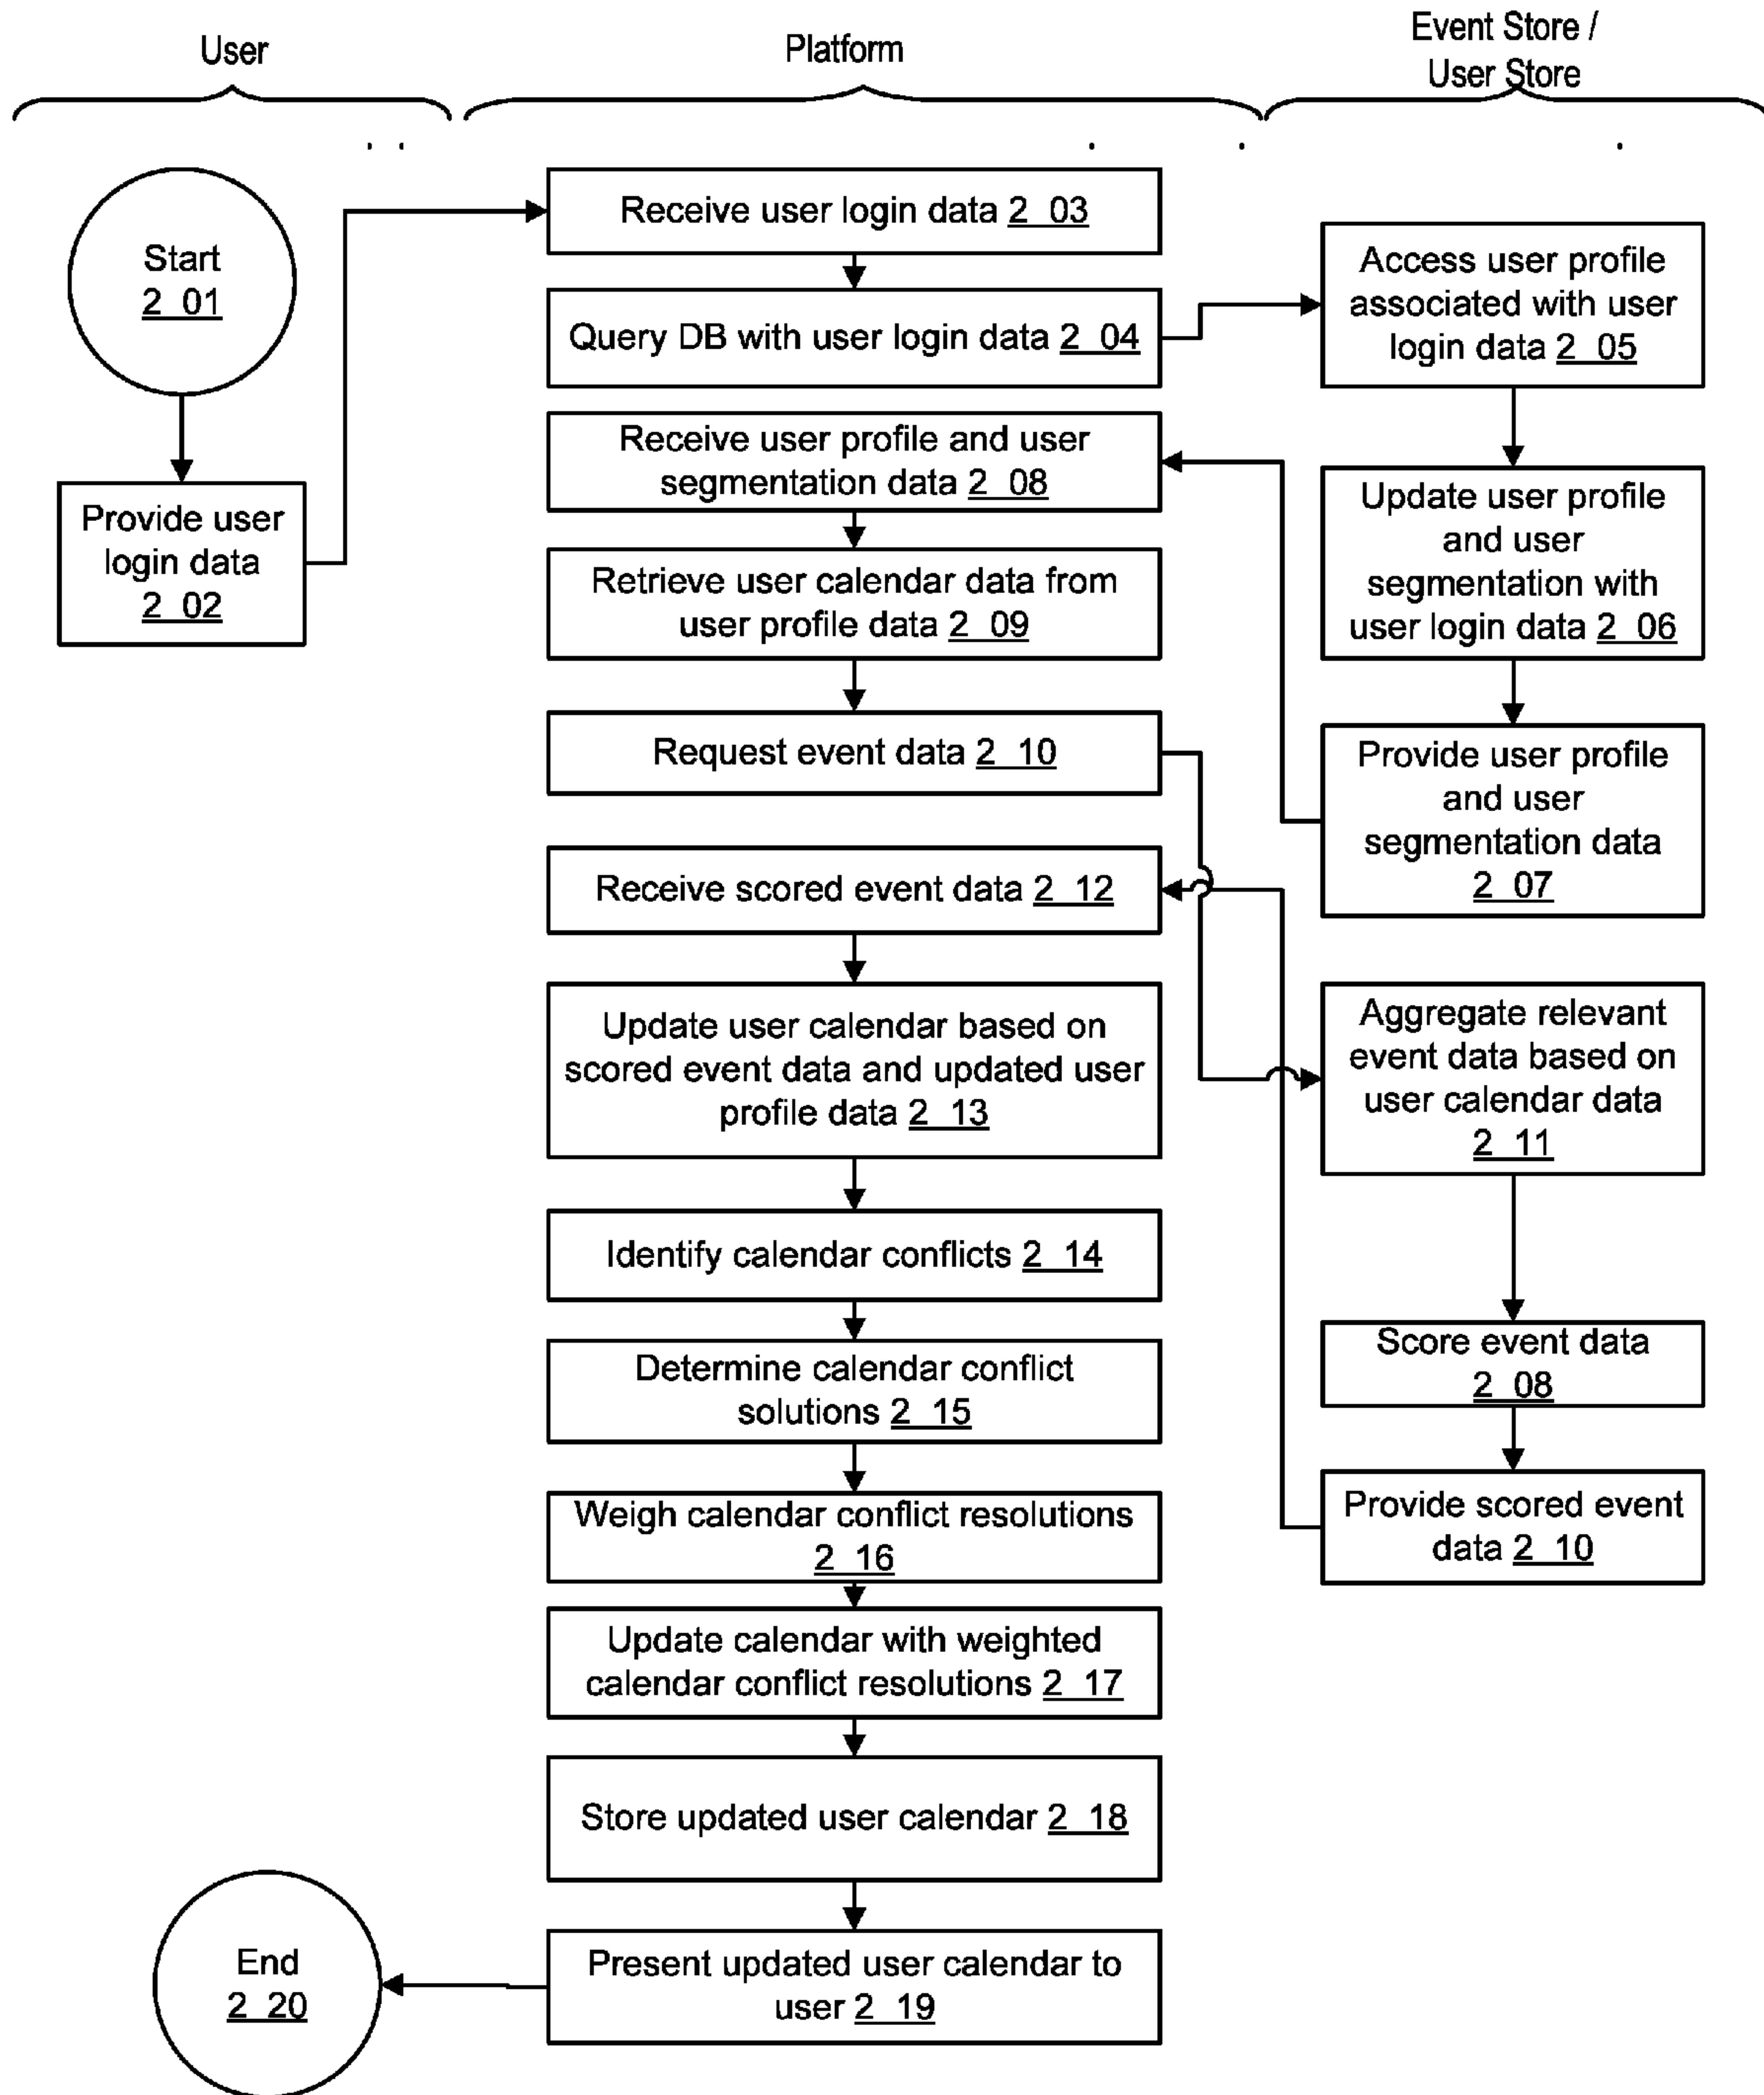 User
Platform
Event Store /
User Store
Start
2_01
Provide user
login data
2_02
Receive user login data 2_03
Query DB with user login data 2_04
Access user profile
associated with user
login data 2_05
Update user profile
and user
segmentation with
user login data 2_06
Provide user profile
and user
segmentation data
2_07
Receive user profile and user
segmentation data 2_08
Retrieve user calendar data from
user profile data 2_09
Request event data 2_10
Aggregate relevant
event data based on
user calendar data
2_11
Score event data
2_08
Provide scored event
data 2_10
Receive scored event data 2_12
Update user calendar based on
scored event data and updated user
profile data 2_13
Identify calendar conflicts 2_14
Determine calendar conflict
solutions 2_15
Weigh calendar conflict resolutions
2_16
Update calendar with weighted
calendar conflict resolutions 2_17
Store updated user calendar 2_18
Present updated user calendar to
user 2_19
End
2_20